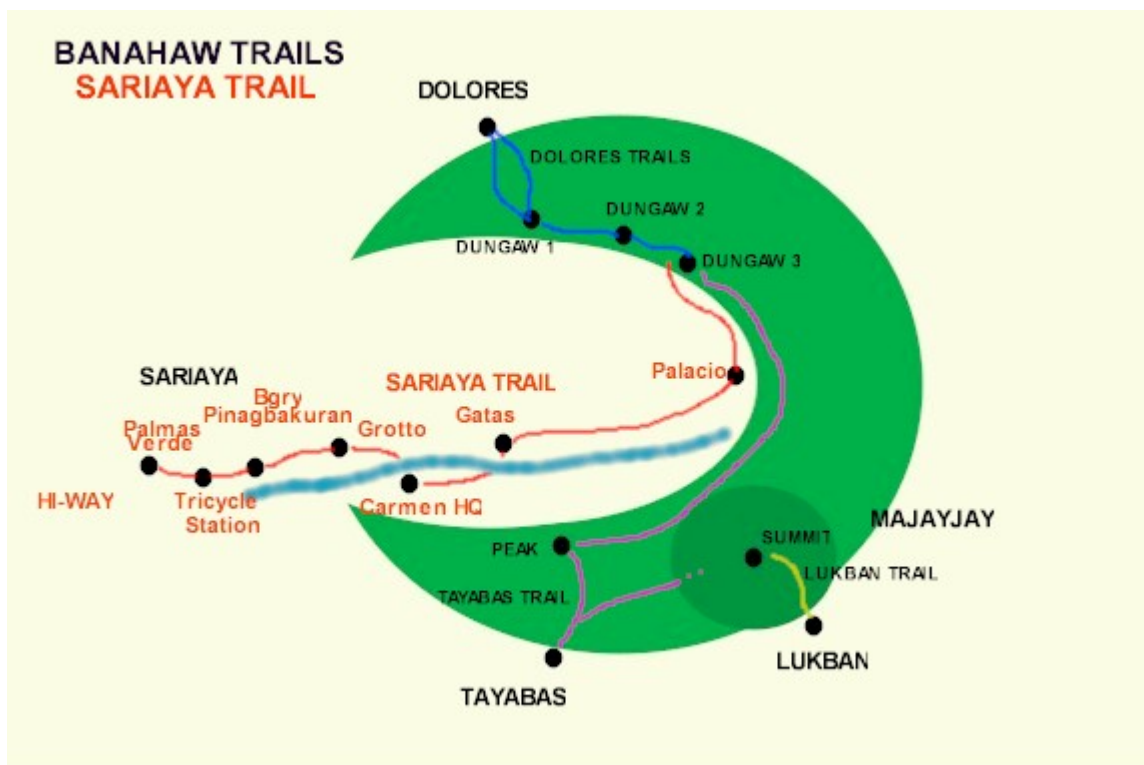 BANAHAW TRAILS
SARIAYA TRAIL
DOLORES
DOLORES TRAILS
DUNGAW 2
DUNGAW 1
DUNGAW 3
SARIAYA
SARIAYA TRAIL
Palacio
Bgry
Pinagbakuran
Palmas
Verde
Grotto
Gatas
HI-WAY
Tricycle
Station
Carmen HQ
MAJAYJAY
PEAK
SUMMIT
LUKBAN TRAIL
TAYABAS TRAIL
LUKBAN
TAYABAS